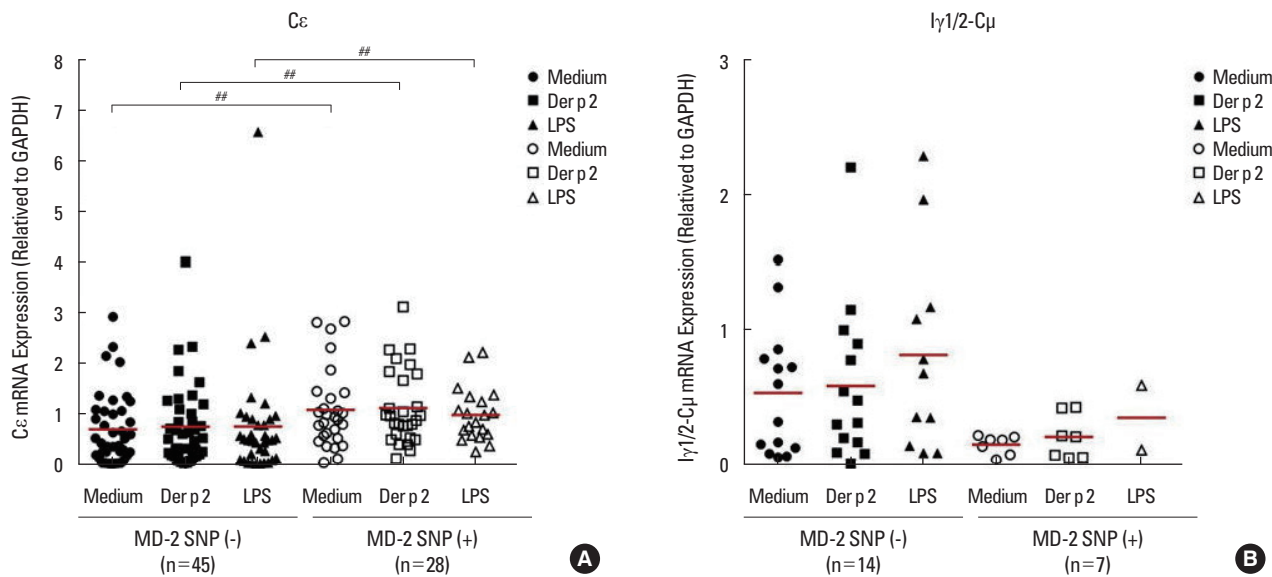 Cε
Cε mRNA Expression (Relatived to GAPDH)
8
7
6
5
4
3
2
1
0
##
##
##
Medium
Der p 2
LPS
Medium
Der p 2
LPS
Medium
Der p 2
LPS
Medium
Der p 2
LPS
MD-2 SNP (-)
(n=45)
MD-2 SNP (+)
(n=28)
A
Iγ1/2-Cμ
Iγ1/2-Cμ mRNA Expression (Relatived to GAPDH)
3
2
1
0
Medium
Der p 2
LPS
Medium
Der p 2
LPS
Medium
Der p 2
LPS
Medium
Der p 2
LPS
MD-2 SNP (-)
(n=14)
MD-2 SNP (+)
(n=7)
B